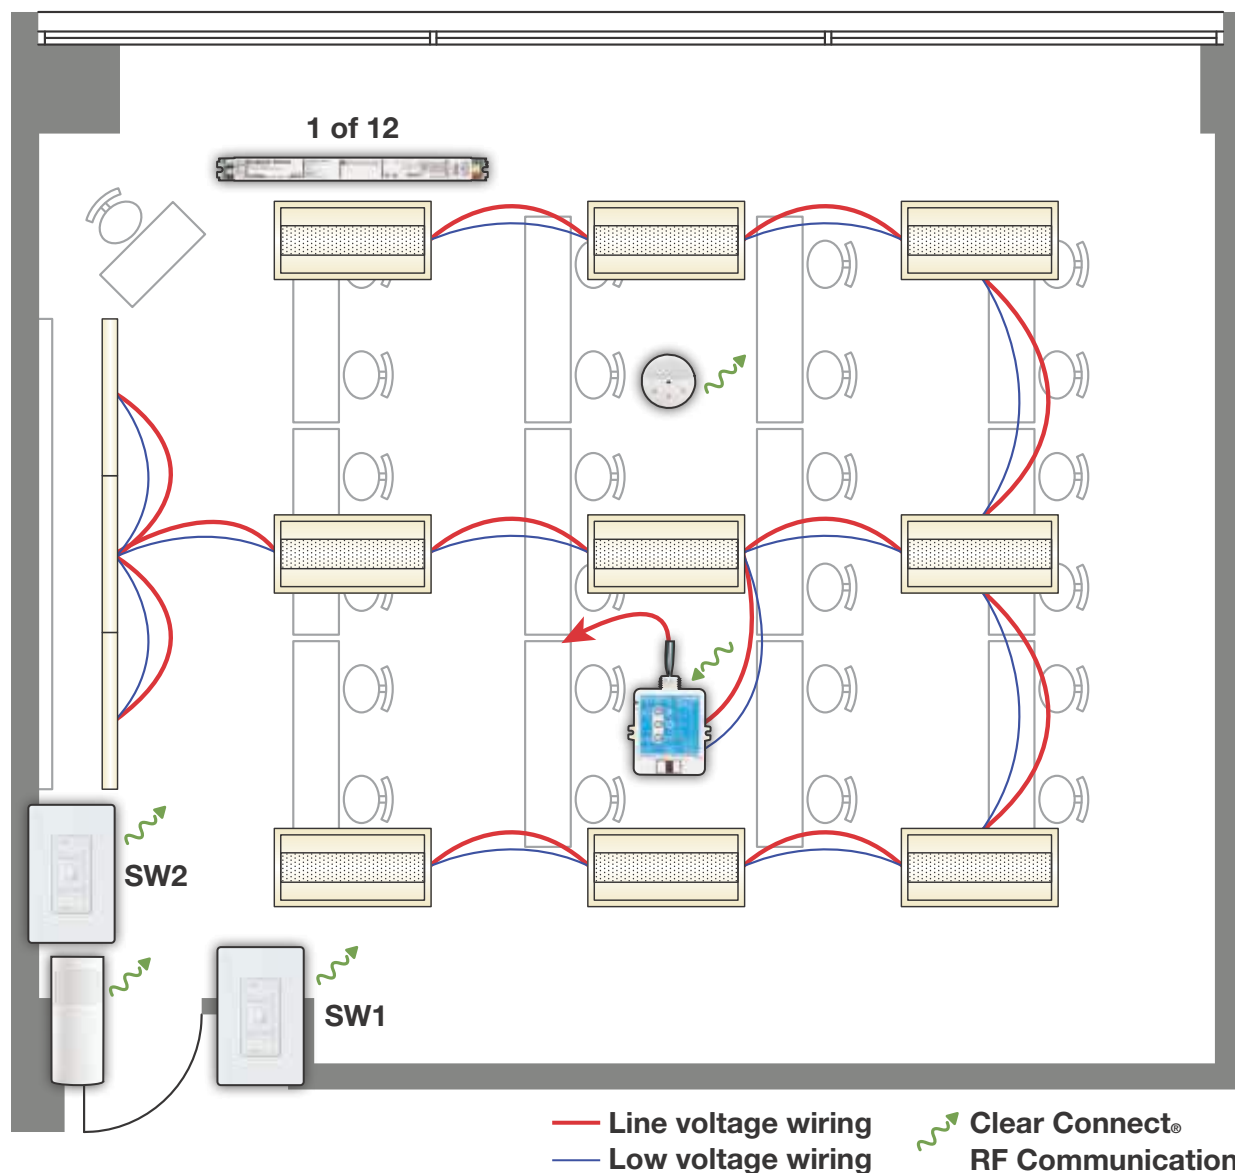 1 of 12
SW2
SW1
Line voltage wiring
Low voltage wiring
Clear Connect®
RF Communication